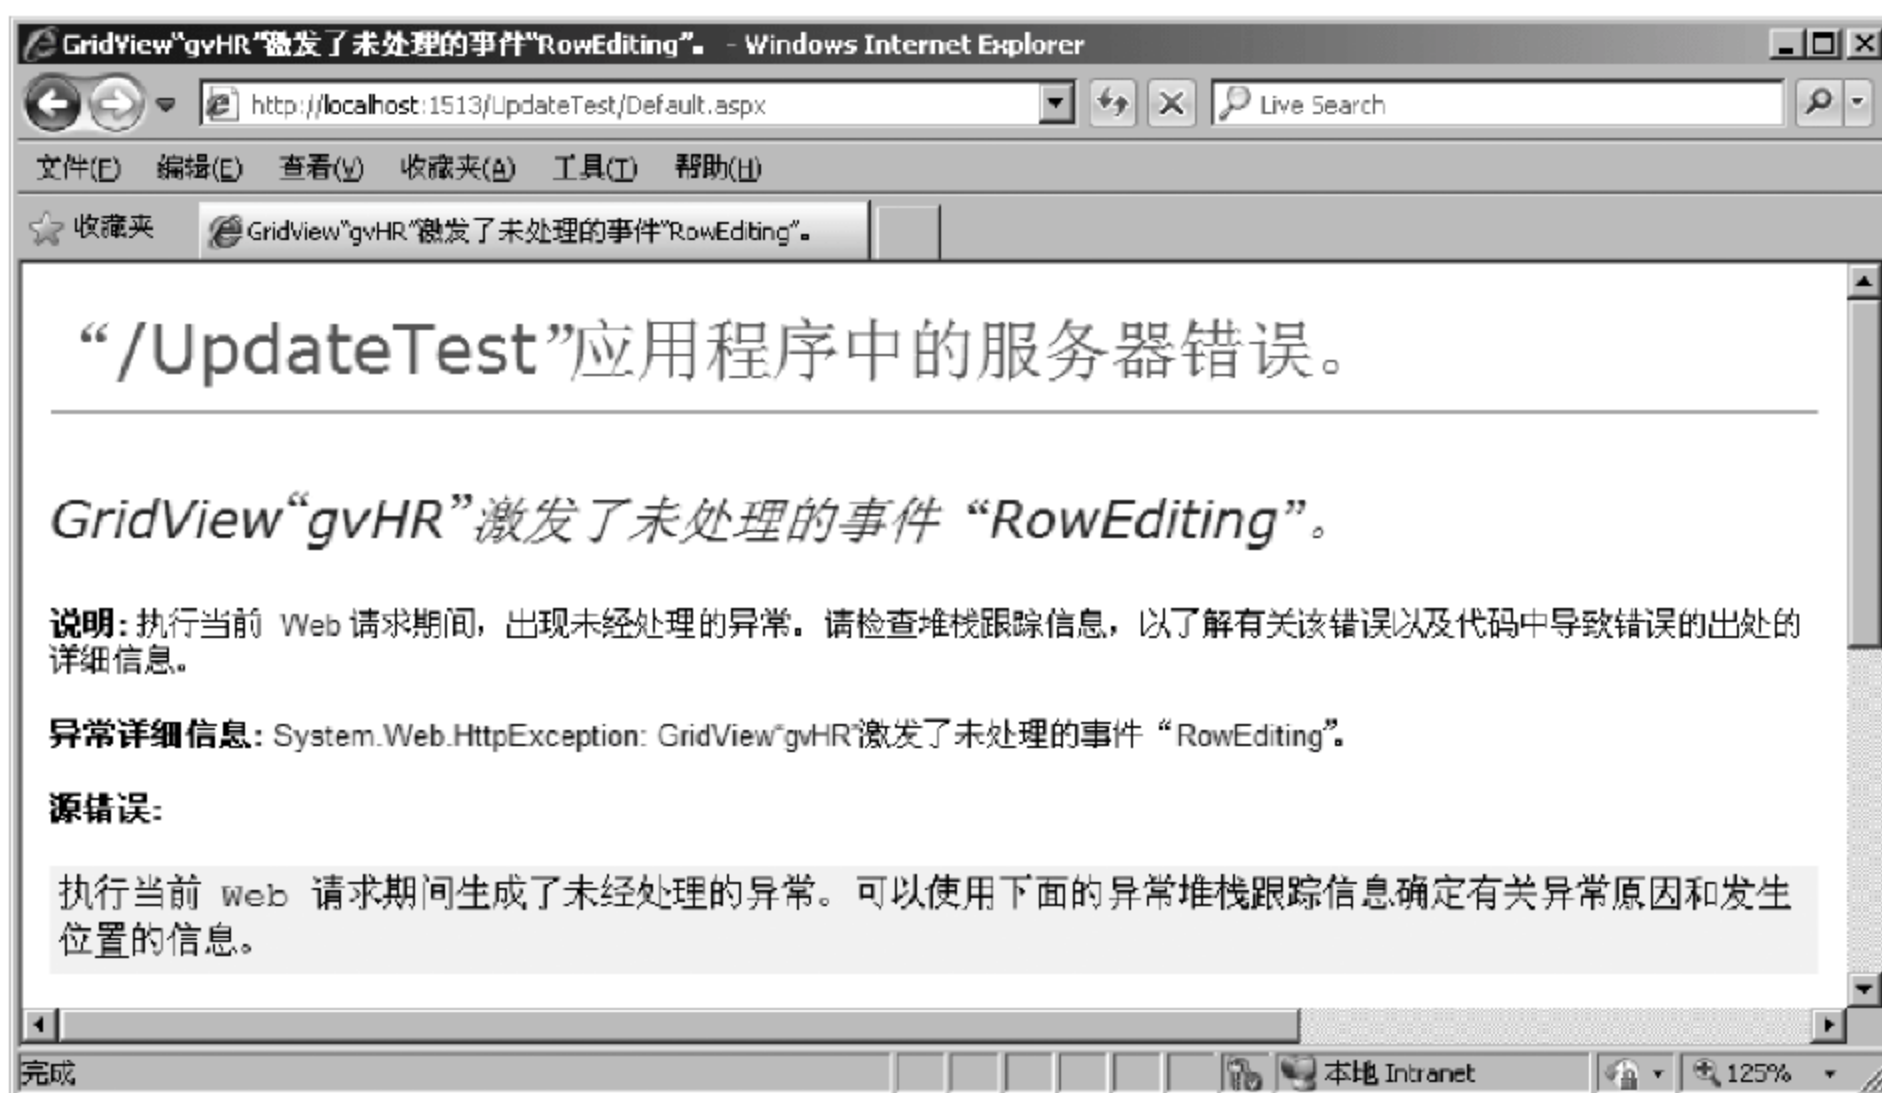 GridView“gvHR”激发了未处理的事件“RowEditing”。 - Windows Internet Explorer
http://localhost:1513/UpdateTest/Default.aspx
Live Search
文件(F) 编辑(E) 查看(V) 收藏夹(A) 工具(T) 帮助(H)
收藏夹 GridView“gvHR”激发了未处理的事件“RowEditing”。
“/UpdateTest”应用程序中的服务器错误。
GridView“gvHR”激发了未处理的事件 “RowEditing”。
说明: 执行当前 Web 请求期间，出现未经处理的异常。请检查堆栈跟踪信息，以了解有关该错误以及代码中导致错误的出处的
详细信息。
异常详细信息: System.Web.HttpException: GridView“gvHR”激发了未处理的事件 “RowEditing”。
源错误:
执行当前 Web 请求期间生成了未经处理的异常。可以使用下面的异常堆栈跟踪信息确定有关异常原因和发生
位置的信息。
完成 本地 Intranet 125%